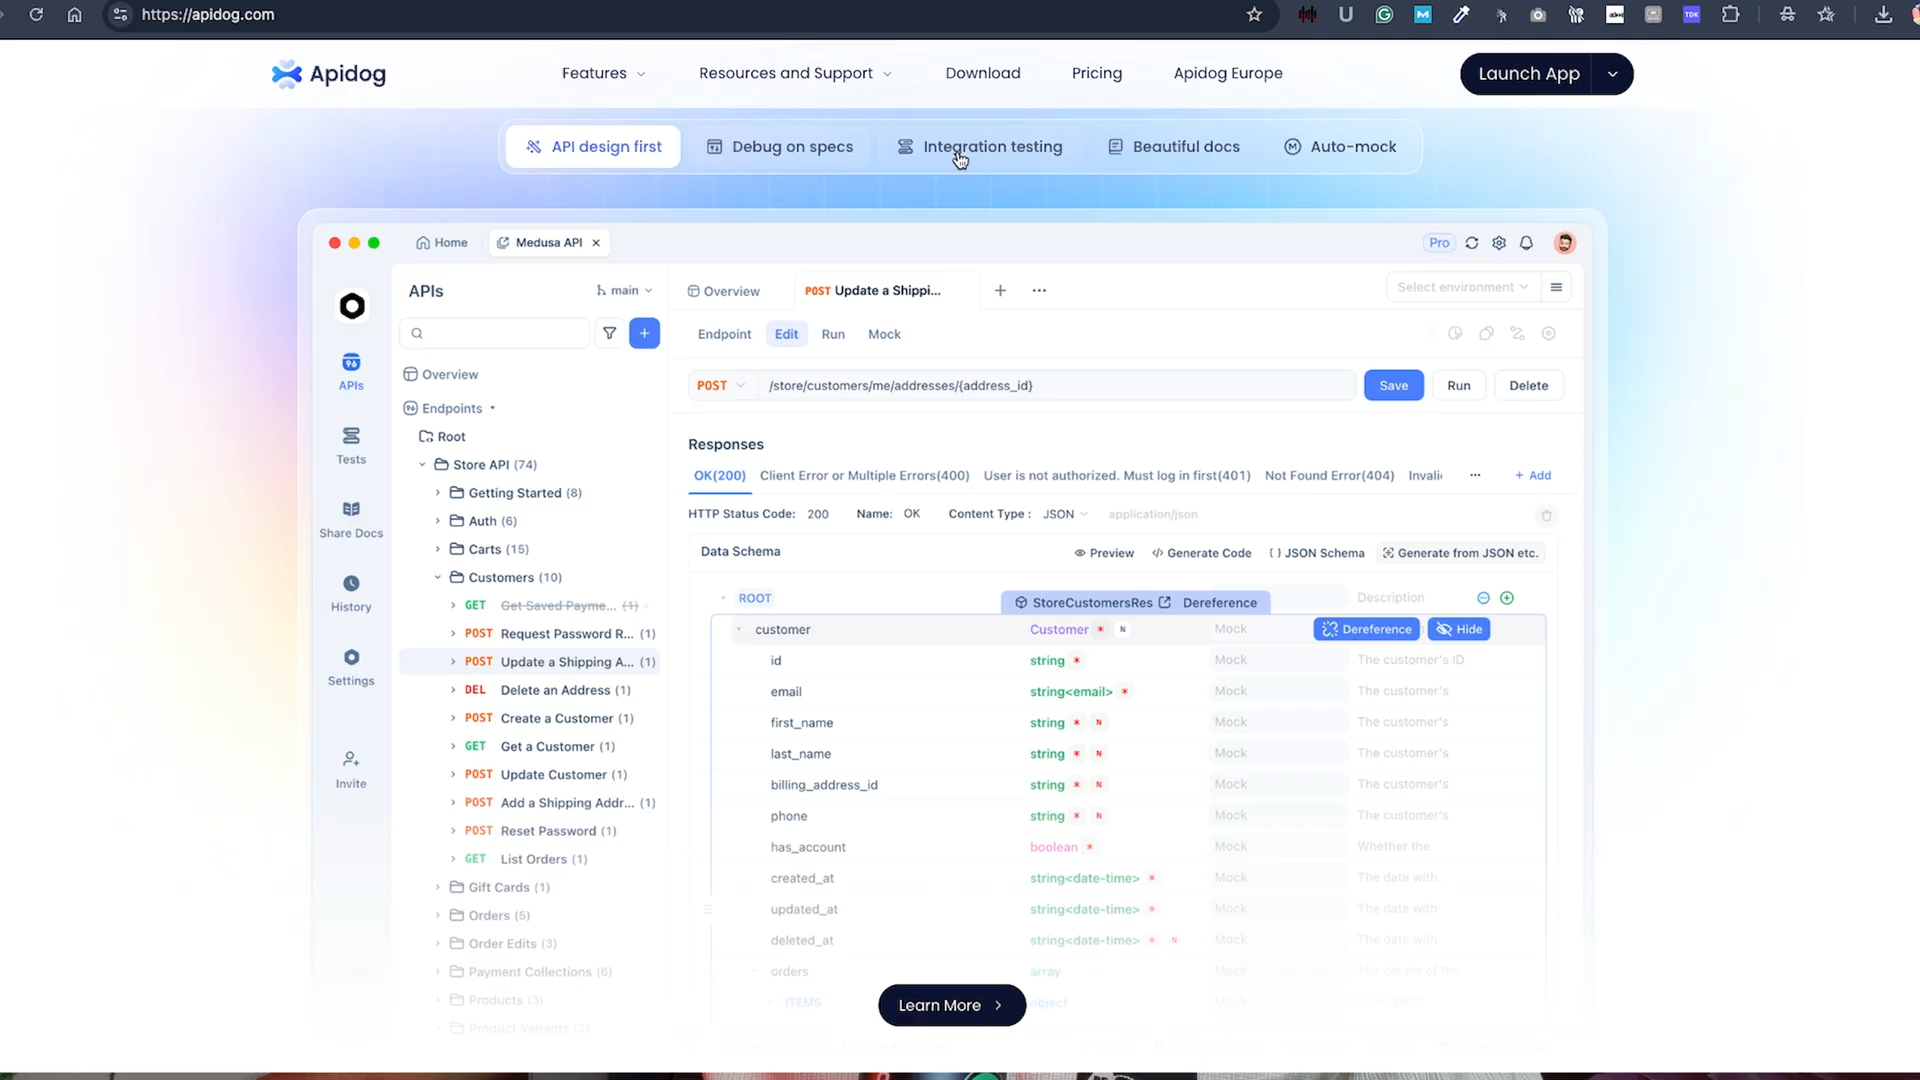 https://apidog.com
Apidog
Features
Resources and Support
Download
Pricing
Apidog Europe
Launch App
API design first
Debug on specs
Integration testing
Beautiful docs
Auto-mock
Home
Medusa API
Pro
APIs
main
Overview
POST Update a Shippi...
Select environment
Endpoint
Edit
Run
Mock
POST
/store/customers/me/addresses/{address_id}
Save
Run
Delete
APIs
Tests
Share Docs
History
Settings
Invite
Overview
Endpoints
Root
Store API (74)
Getting Started (8)
Auth (6)
Carts (15)
Customers (10)
GET Get Saved Payme... (1)
POST Request Password R... (1)
POST Update a Shipping A... (1)
DEL Delete an Address (1)
POST Create a Customer (1)
GET Get a Customer (1)
POST Update Customer (1)
POST Add a Shipping Addr... (1)
POST Reset Password (1)
GET List Orders (1)
Gift Cards (1)
Orders (5)
Order Edits (3)
Payment Collections (6)
Products (3)
Product Variants (2)
Responses
OK(200)
Client Error or Multiple Errors(400)
User is not authorized. Must log in first(401)
Not Found Error(404)
Invali
+ Add
HTTP Status Code: 200 Name: OK Content Type : JSON application/json
Data Schema
Preview
Generate Code
JSON Schema
Generate from JSON etc.
ROOT
StoreCustomersRes Dereference
Description
customer Customer * N Mock Dereference Hide
id string * Mock The customer's ID
email string<email> * Mock The customer's
first_name string * N Mock The customer's
last_name string * N Mock The customer's
billing_address_id string * N Mock The customer's
phone string * N Mock The customer's
has_account boolean * Mock Whether the
created_at string<date-time> * Mock The date with
updated_at string<date-time> * Mock The date with
deleted_at string<date-time> * N Mock The date with
orders array Mock The details of the
ITEMS object Mock
Learn More